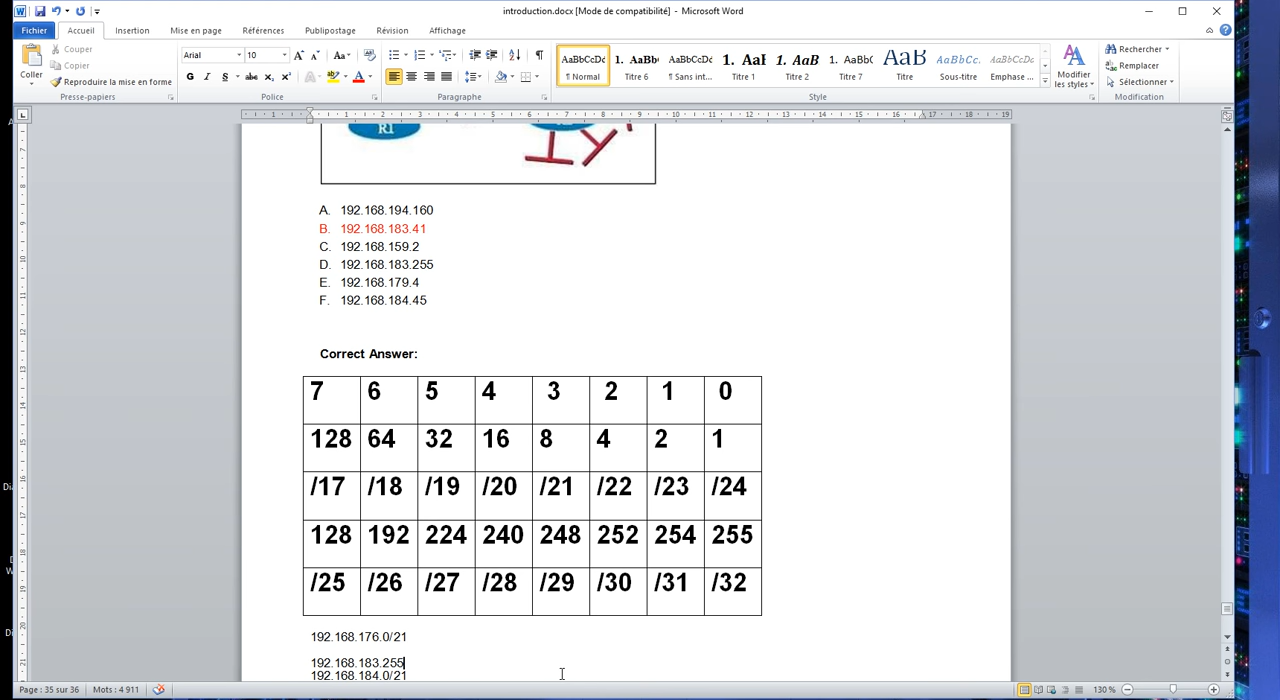 introduction.docx [Mode de compatibilité] - Microsoft Word
Fichier Accueil Insertion Mise en page Références Publipostage Révision Affichage
Coller
Couper
Copier
Reproduire la mise en forme
Presse-papiers
Arial 10
Police
Paragraphe
AaBbCcDc
¶ Normal
1. AaBb
Titre 6
AaBbCcDc
¶ Sans int...
1. AaB
Titre 1
1. AaB
Titre 2
1. AaBb
Titre 7
AaB
Titre
AaBbCc.
Sous-titre
AaBbCcDc
Emphase ...
Style
Modifier
les styles
Rechercher
Remplacer
Sélectionner
Modification
R1
A. 192.168.194.160
B. 192.168.183.41
C. 192.168.159.2
D. 192.168.183.255
E. 192.168.179.4
F. 192.168.184.45
Correct Answer:
7 6 5 4 3 2 1 0
128 64 32 16 8 4 2 1
/17 /18 /19 /20 /21 /22 /23 /24
128 192 224 240 248 252 254 255
/25 /26 /27 /28 /29 /30 /31 /32
192.168.176.0/21
192.168.183.255
192.168.184.0/21
Page : 35 sur 36 Mots : 4 911 130 %